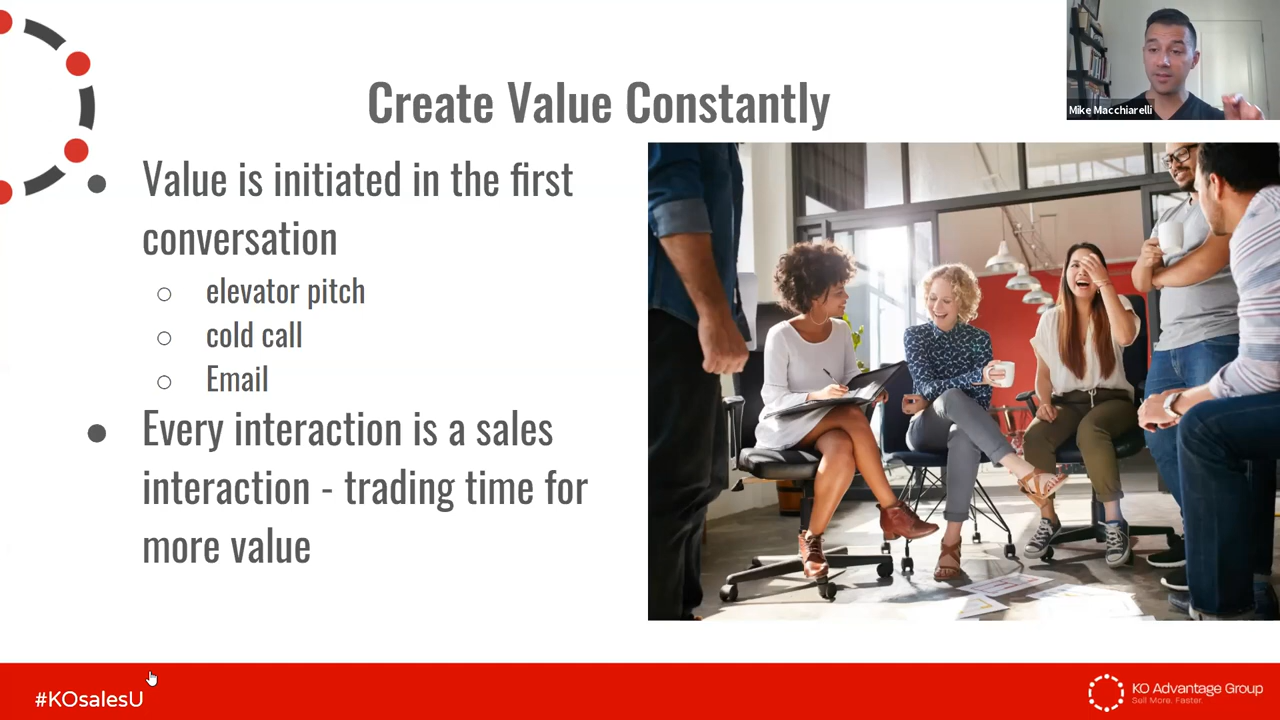 Create Value Constantly
Mike Macchiarelli
● Value is initiated in the first
conversation
○ elevator pitch
○ cold call
○ Email
● Every interaction is a sales
interaction - trading time for
more value
#KOsalesU
KO Advantage Group
Sell More. Faster.